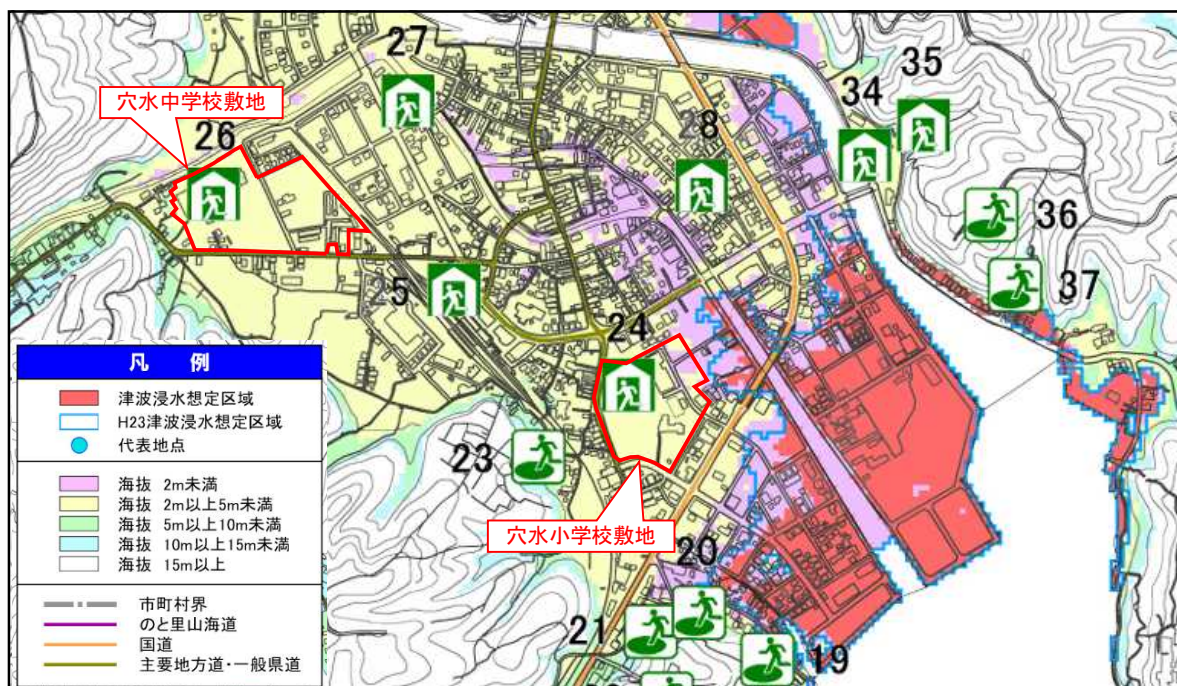 27
35
34
穴水中学校敷地
26
28
36
37
25
24
凡 例
津波浸水想定区域
H23津波浸水想定区域
代表地点
海抜 2m未満
海抜 2m以上5m未満
海抜 5m以上10m未満
海抜 10m以上15m未満
海抜 15m以上
市町村界
のと里山海道
国道
主要地方道・一般県道
23
穴水小学校敷地
20
21
19